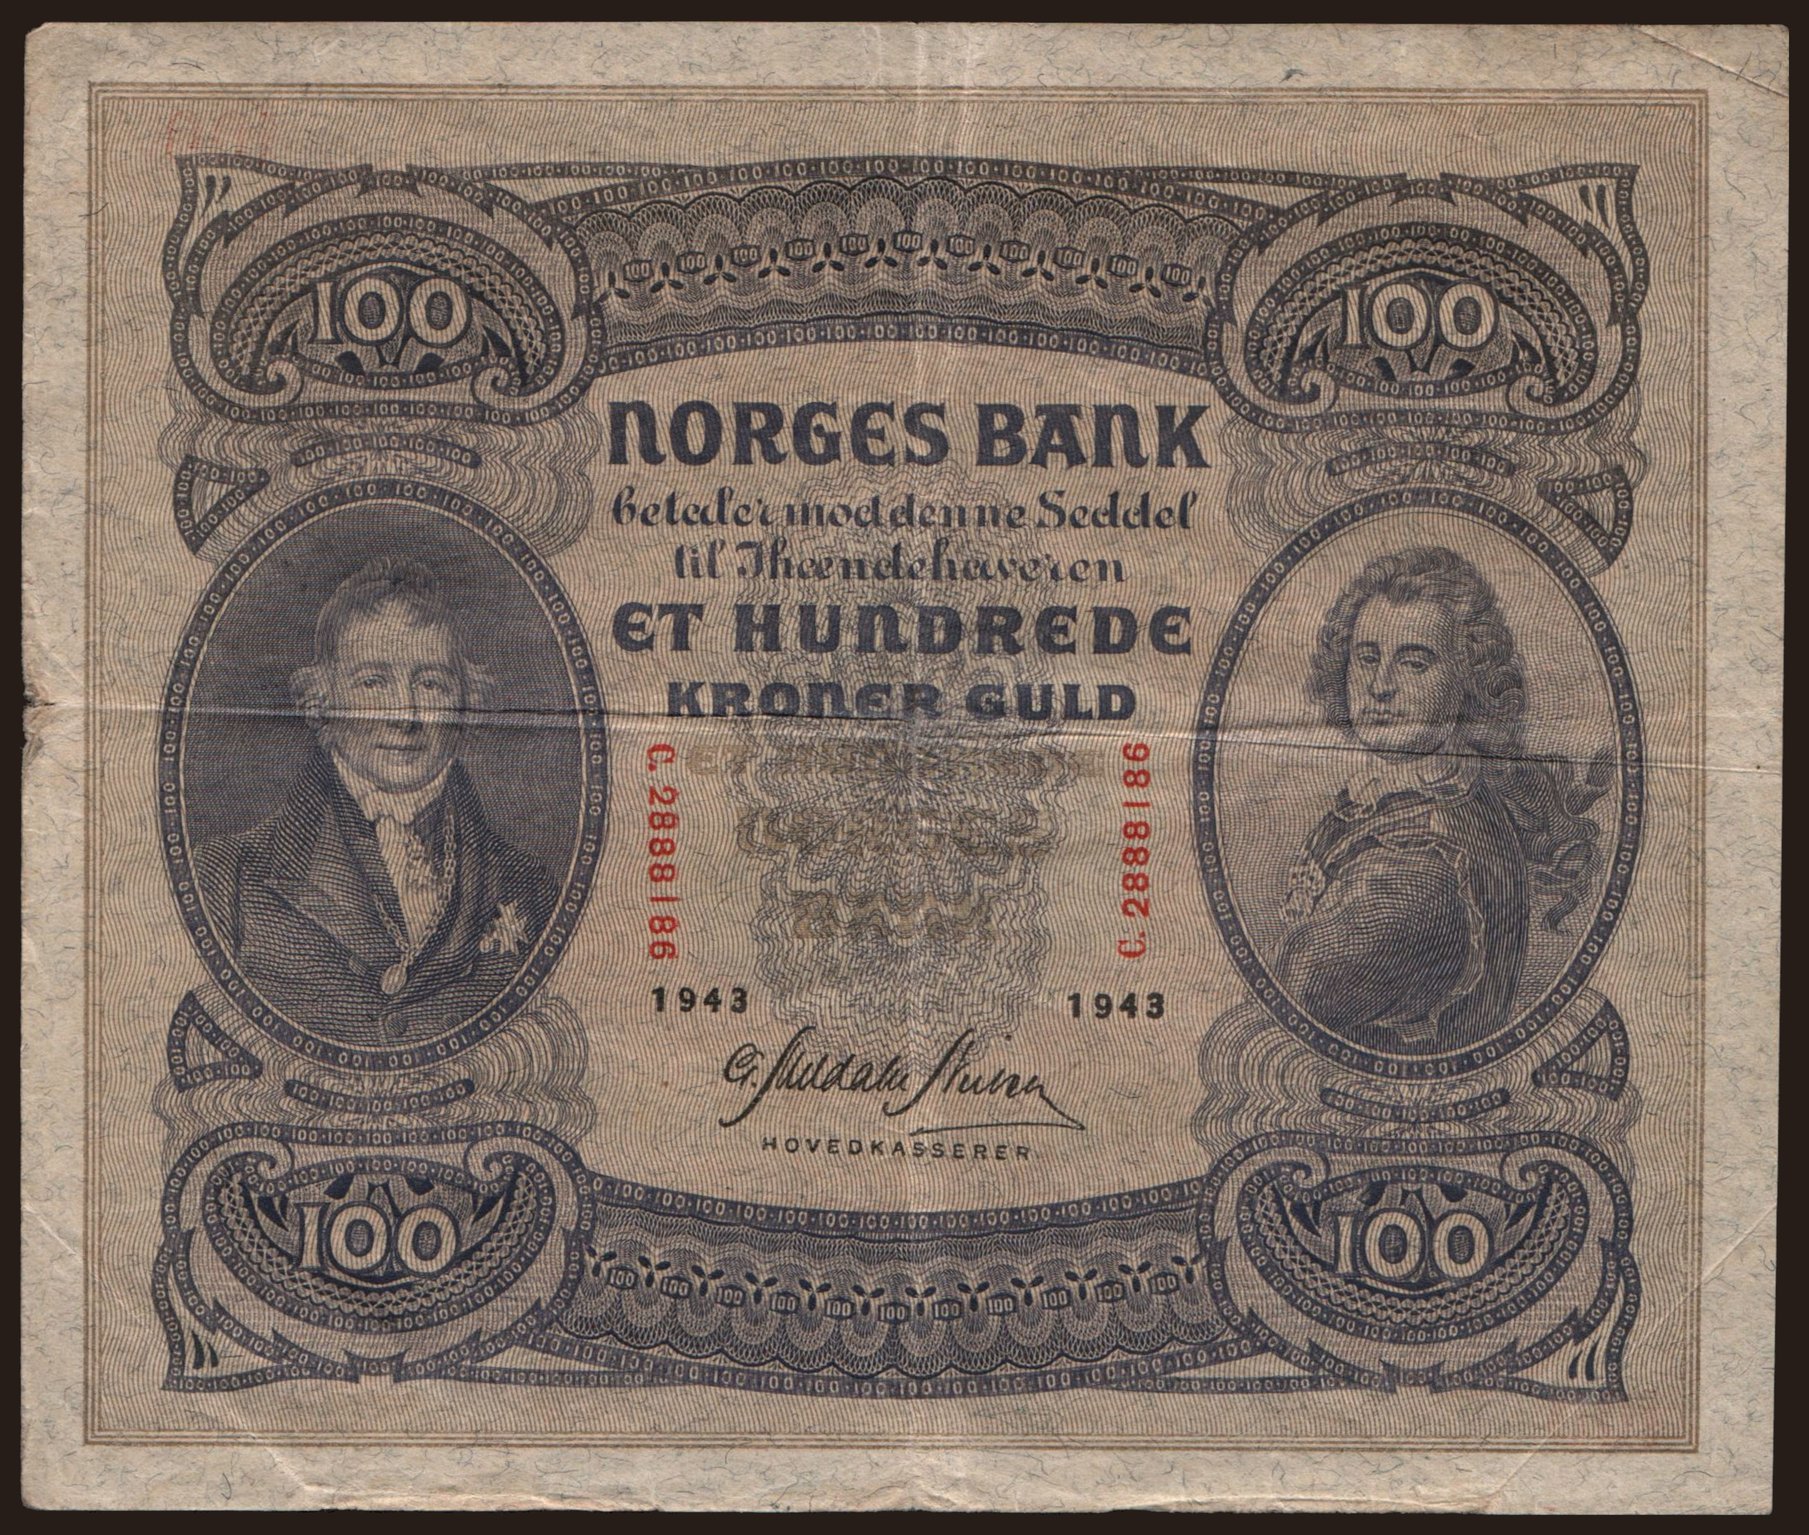 100 100
NORGES BANK
betaler mod denne Seddel
til Ihændehaveren
ET HUNDREDE
KRONER GULD
C. 2888186 C. 2888186
1943 1943
HOVEDKASSERER
100 100